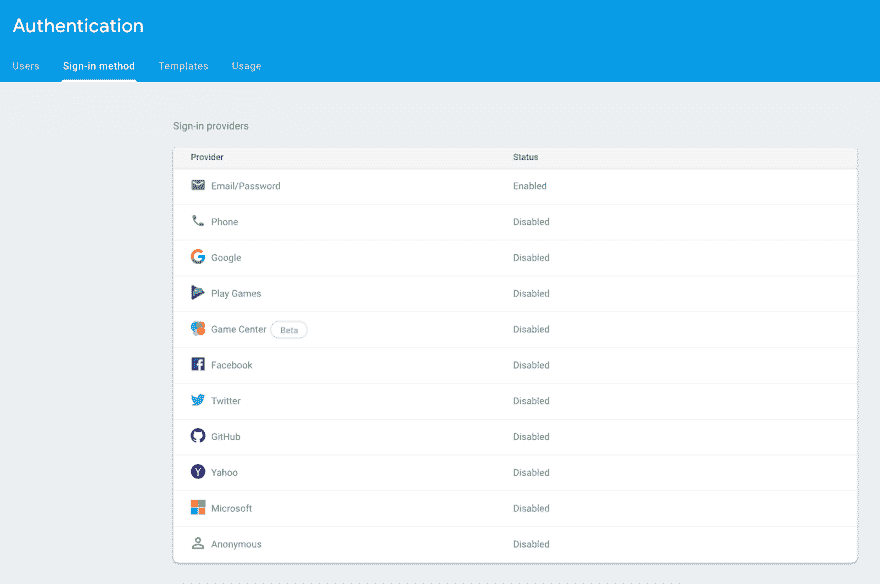 Authentication
Users Sign-in method Templates Usage
Sign-in providers
Provider Status
Email/Password Enabled
Phone Disabled
Google Disabled
Play Games Disabled
Game Center Beta Disabled
Facebook Disabled
Twitter Disabled
GitHub Disabled
Yahoo Disabled
Microsoft Disabled
Anonymous Disabled